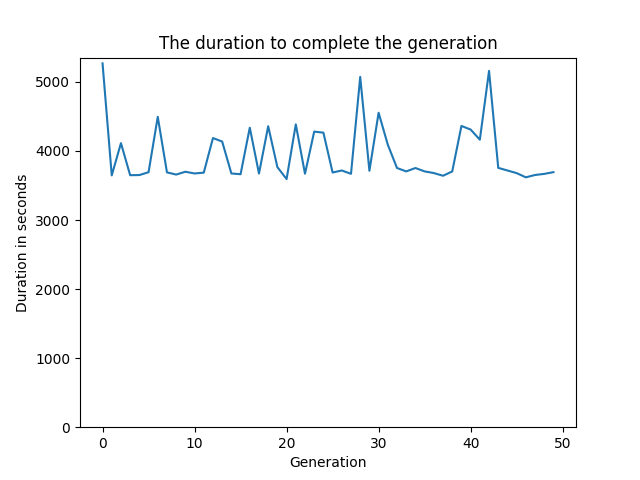 The duration to complete the generation
Duration in seconds
5000
4000
3000
2000
1000
0
0 10 20 30 40 50
Generation